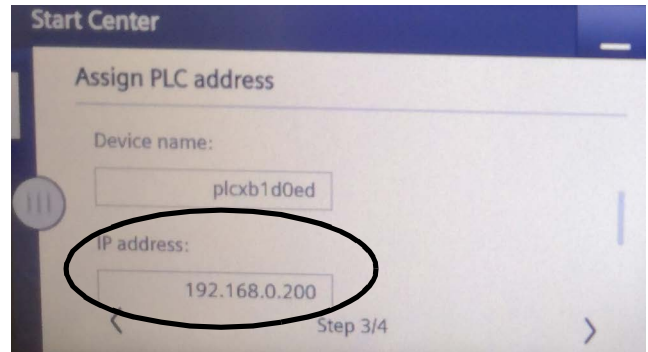 Start Center
Assign PLC address
Device name:
plcxb1d0ed
IP address:
192.168.0.200
Step 3/4